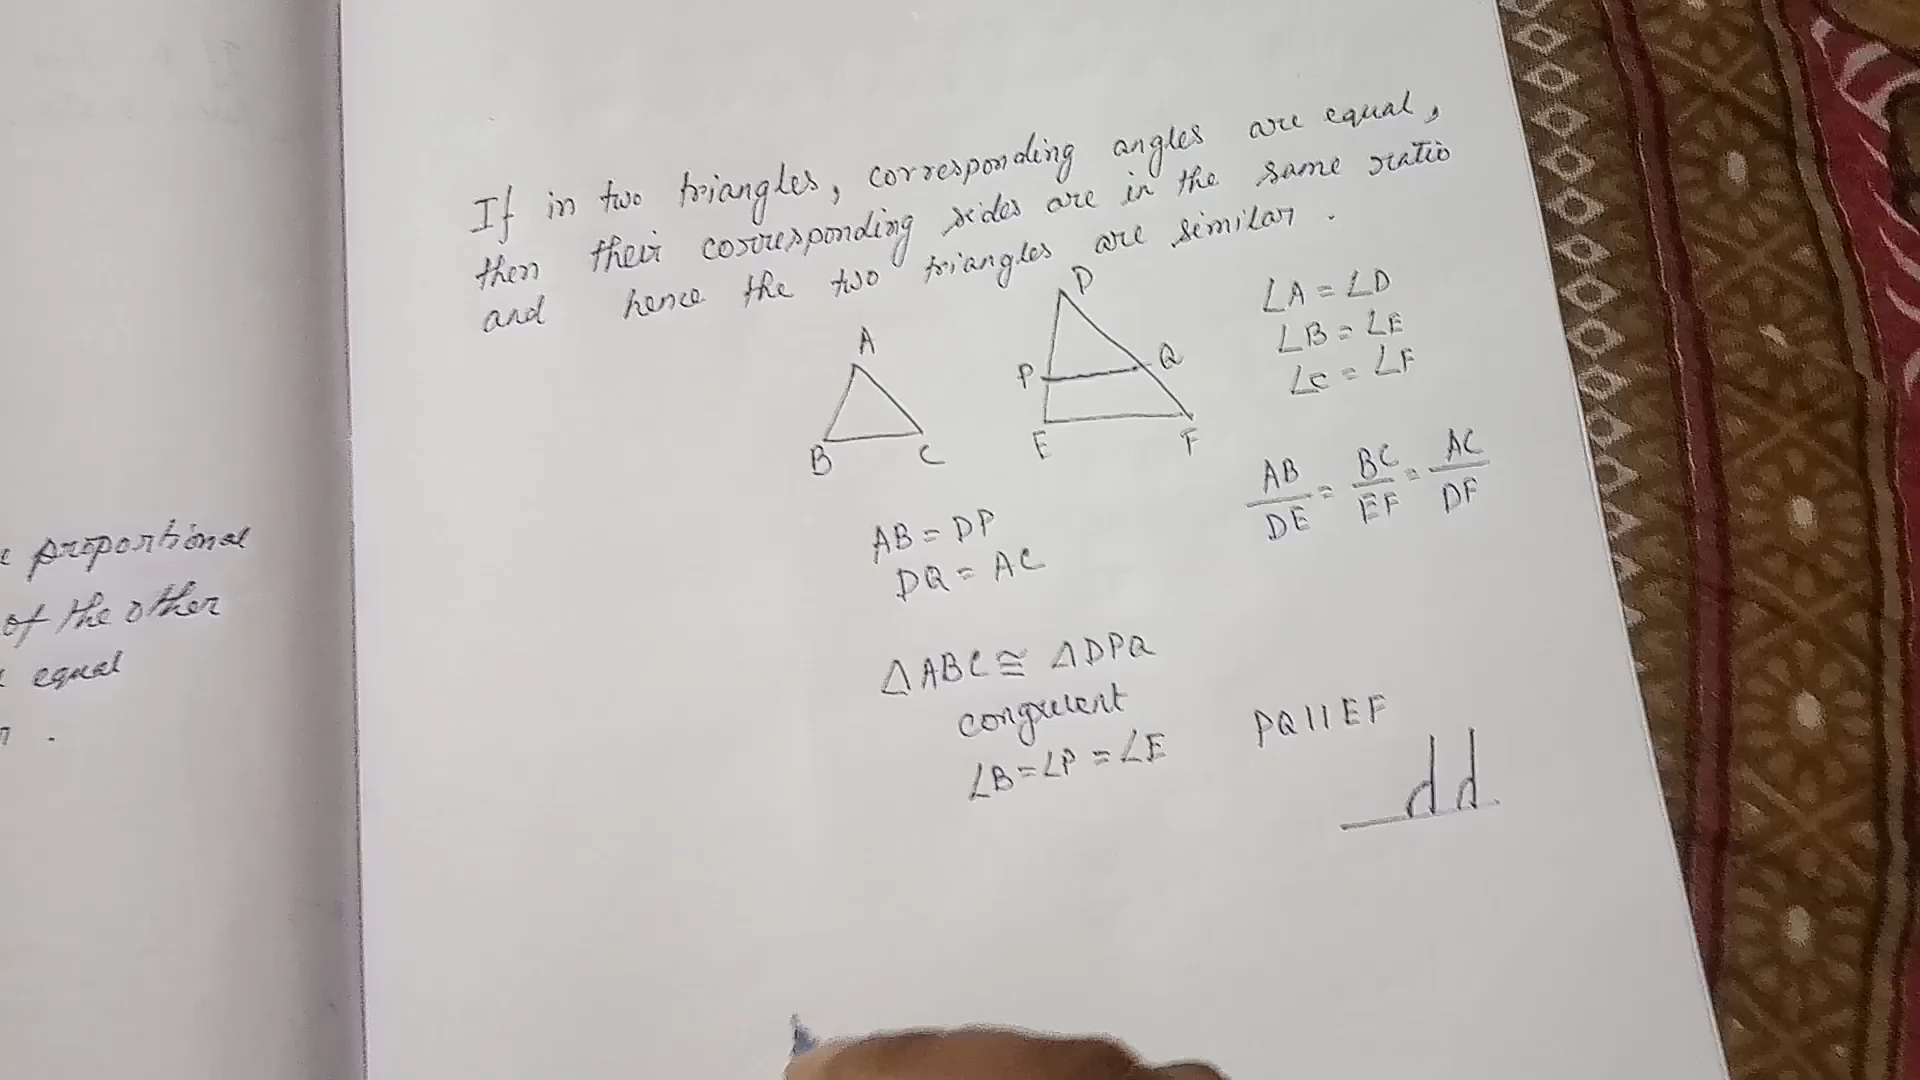 If in two triangles, corresponding angles are equal,
then their corresponding sides are in the same ratio
and hence the two triangles are similar.
A
B
C
D
P
Q
E
F
∠A = ∠D
∠B = ∠E
∠C = ∠F
AB/DE = BC/EF = AC/DF
AB = DP
DQ = AC
△ABC ≅ △DPQ
congruent
∠B = ∠P = ∠E
PQ || EF
proportional
of the other
equal